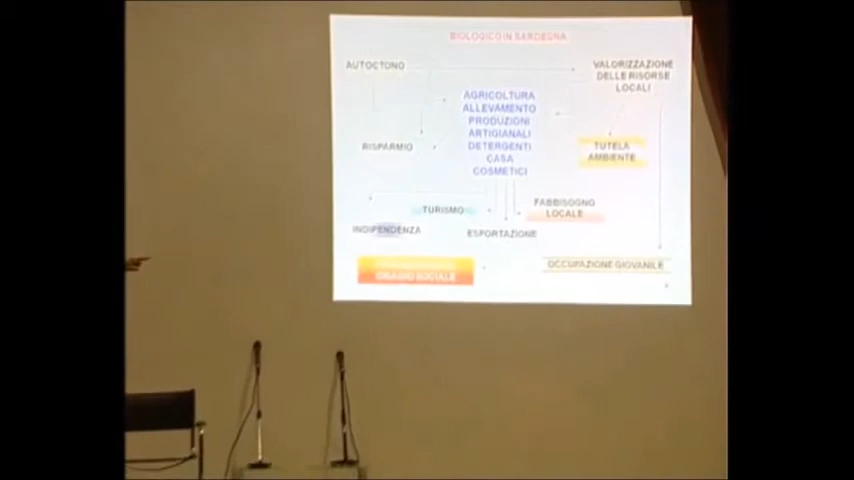 BIOLOGICO IN SARDEGNA
AUTOCTONO
VALORIZZAZIONE
DELLE RISORSE
LOCALI
AGRICOLTURA
ALLEVAMENTO
PRODUZIONI
ARTIGIANALI
DETERGENTI
CASA
COSMETICI
RISPARMIO
TUTELA
AMBIENTE
TURISMO
FABBISOGNO
LOCALE
INDIPENDENZA
ESPORTAZIONE
OCCUPAZIONE GIOVANILE
DISAGIO SOCIALE